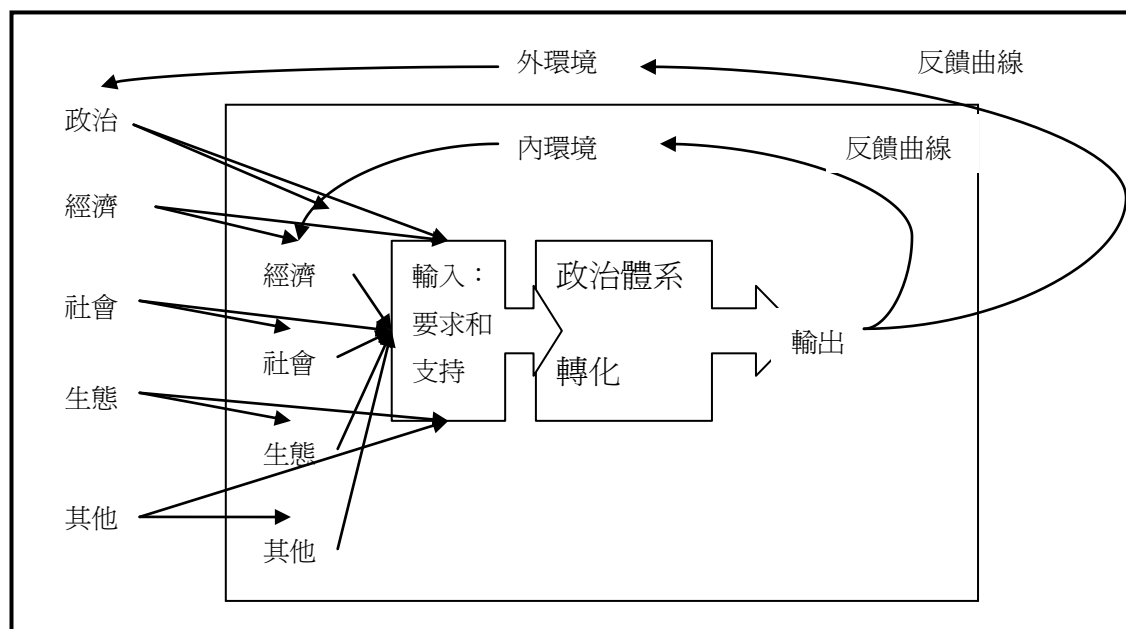 外環境
反饋曲線
政治
內環境
反饋曲線
經濟
經濟
輸入：
要求和
支持
政治體系
轉化
輸出
社會
社會
生態
生態
其他
其他